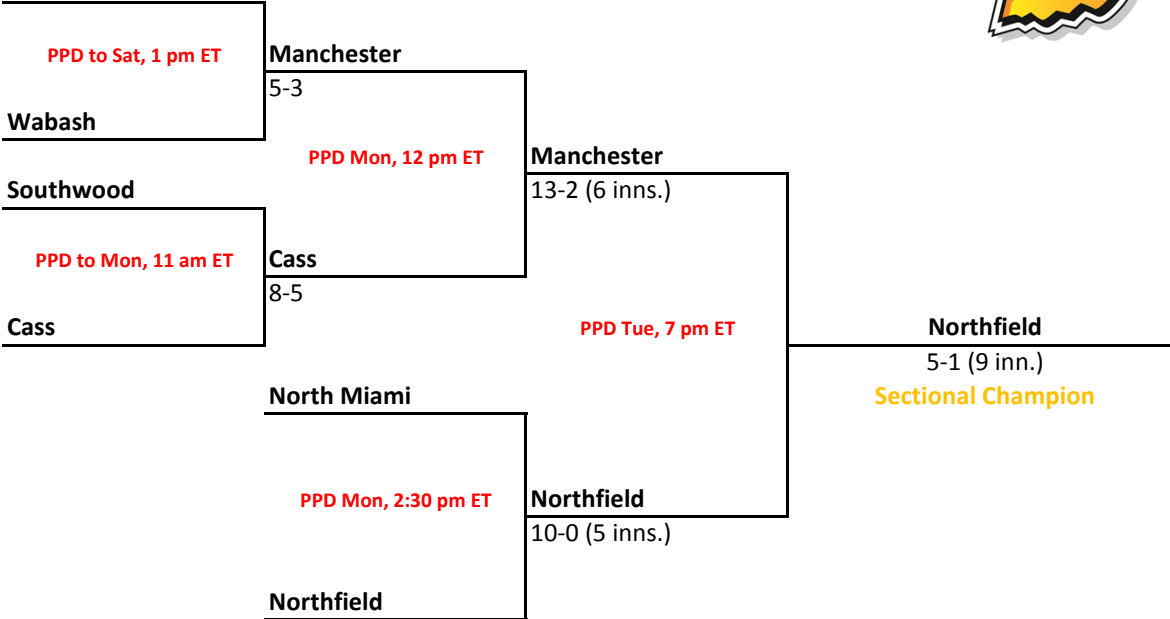 PPD to Sat, 1 pm ET
Manchester
5-3
Wabash
PPD Mon, 12 pm ET
Manchester
13-2 (6 inns.)
Southwood
PPD to Mon, 11 am ET
Cass
8-5
Cass
PPD Tue, 7 pm ET
Northfield
5-1 (9 inn.)
Sectional Champion
North Miami
PPD Mon, 2:30 pm ET
Northfield
10-0 (5 inns.)
Northfield